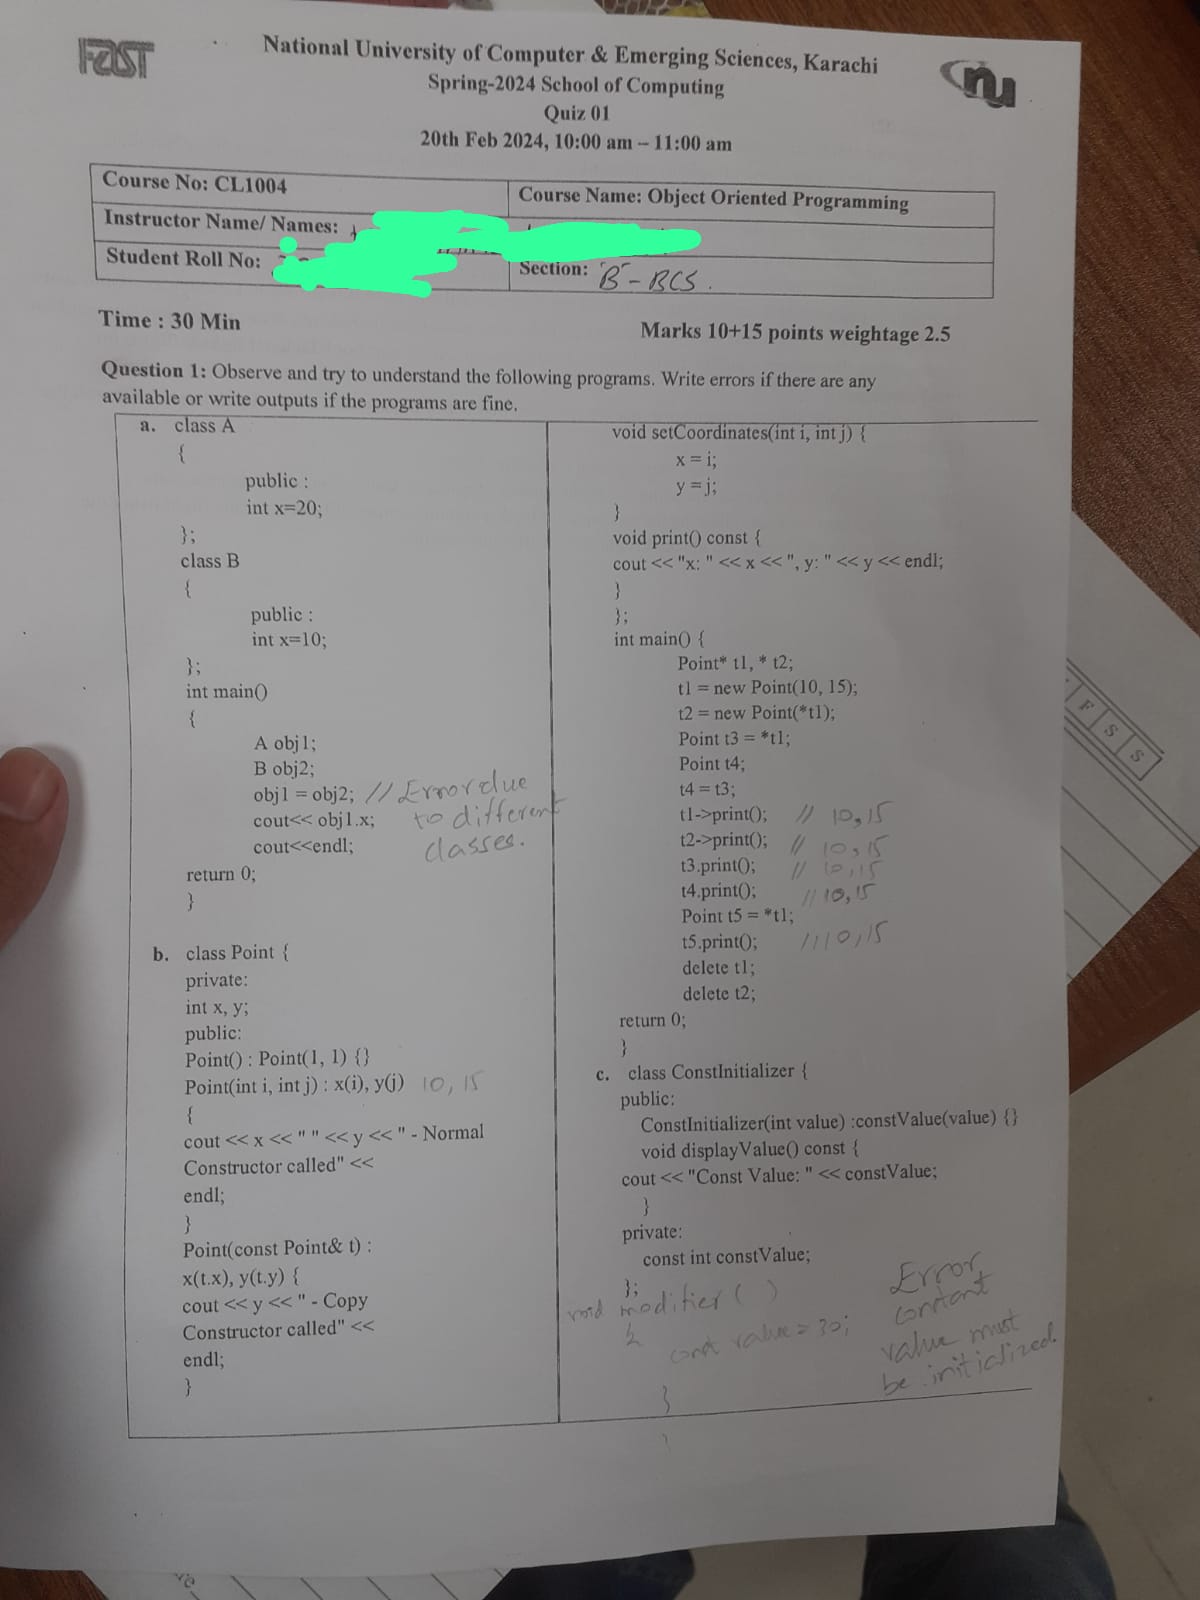 FAST
National University of Computer & Emerging Sciences, Karachi
Spring-2024 School of Computing
Quiz 01
20th Feb 2024, 10:00 am – 11:00 am
nu
Course No: CL1004
Course Name: Object Oriented Programming
Instructor Name/ Names:
Student Roll No:
Section: B - BCS.
Time : 30 Min
Marks 10+15 points weightage 2.5
Question 1: Observe and try to understand the following programs. Write errors if there are any
available or write outputs if the programs are fine.
a. class A
{
public :
int x=20;
};
class B
{
public :
int x=10;
};
int main()
{
A obj1;
B obj2;
obj1 = obj2; // Error due
cout<< obj1.x; to different
cout<<endl; classes.
return 0;
}
b. class Point {
private:
int x, y;
public:
Point() : Point(1, 1) {}
Point(int i, int j) : x(i), y(j) 10, 15
{
cout << x << " " << y << " - Normal
Constructor called" <<
endl;
}
Point(const Point& t) :
x(t.x), y(t.y) {
cout << y << " - Copy
Constructor called" <<
endl;
}
void setCoordinates(int i, int j) {
x = i;
y = j;
}
void print() const {
cout << "x: " << x << ", y: " << y << endl;
}
};
int main() {
Point* t1, * t2;
t1 = new Point(10, 15);
t2 = new Point(*t1);
Point t3 = *t1;
Point t4;
t4 = t3;
t1->print(); // 10,15
t2->print(); // 10,15
t3.print(); // 10,15
t4.print(); // 10,15
Point t5 = *t1;
t5.print(); // 10,15
delete t1;
delete t2;
return 0;
}
c. class ConstInitializer {
public:
ConstInitializer(int value) :constValue(value) {}
void displayValue() const {
cout << "Const Value: " << constValue;
}
private:
const int constValue;
};
void modifier ( )
{
const value = 30;
}
Error
constant
value must
be initialized.
F S S